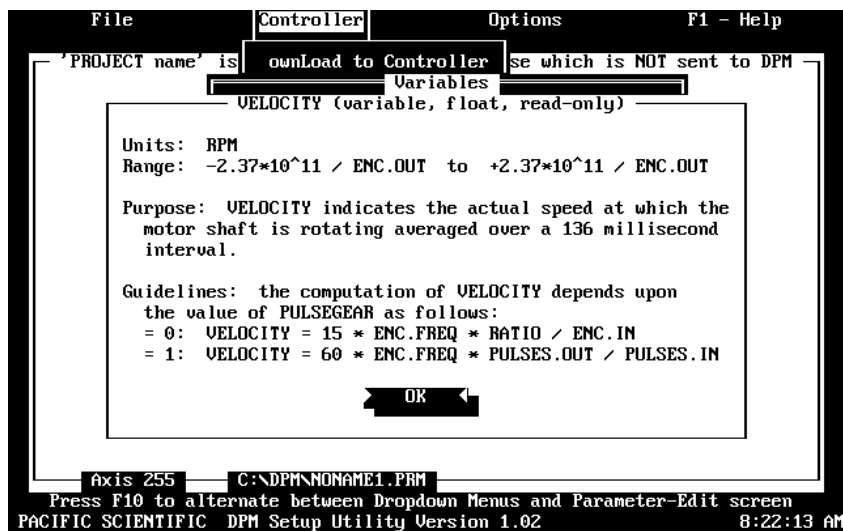 File Controller Options F1 - Help
'PROJECT name' is ownLoad to Controller se which is NOT sent to DPM
Variables
VELOCITY (variable, float, read-only)
Units: RPM
Range: -2.37*10^11 / ENC.OUT to +2.37*10^11 / ENC.OUT
Purpose: VELOCITY indicates the actual speed at which the
motor shaft is rotating averaged over a 136 millisecond
interval.
Guidelines: the computation of VELOCITY depends upon
the value of PULSEGEAR as follows:
= 0: VELOCITY = 15 * ENC.FREQ * RATIO / ENC.IN
= 1: VELOCITY = 60 * ENC.FREQ * PULSES.OUT / PULSES.IN
OK
Axis 255 C:\DPM\NONAME1.PRM
Press F10 to alternate between Dropdown Menus and Parameter-Edit screen
PACIFIC SCIENTIFIC DPM Setup Utility Version 1.02 8:22:13 AM